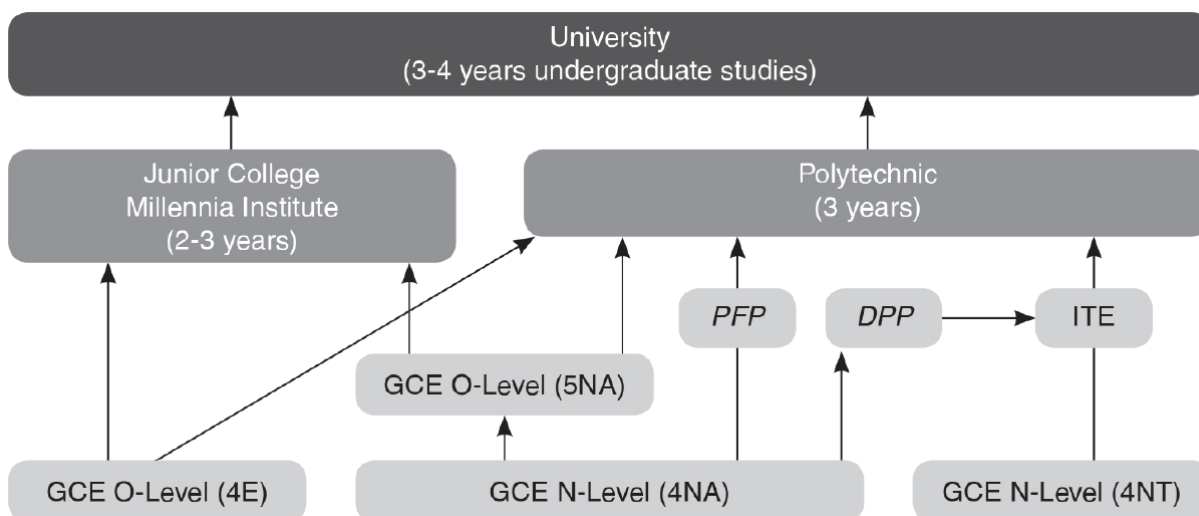 University
(3-4 years undergraduate studies)
Junior College
Millennia Institute
(2-3 years)
Polytechnic
(3 years)
PFP
DPP
ITE
GCE O-Level (5NA)
GCE O-Level (4E)
GCE N-Level (4NA)
GCE N-Level (4NT)